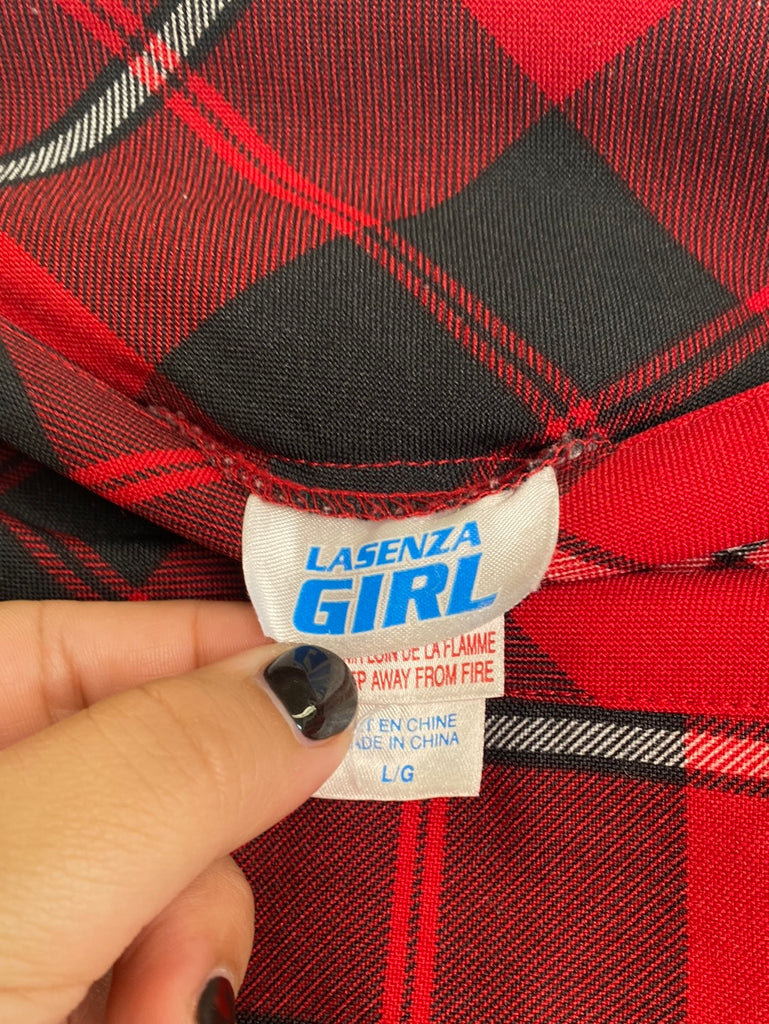 LASENZA
GIRL
LOIN DE LA FLAMME
AWAY FROM FIRE
EN CHINE
MADE IN CHINA
L/G